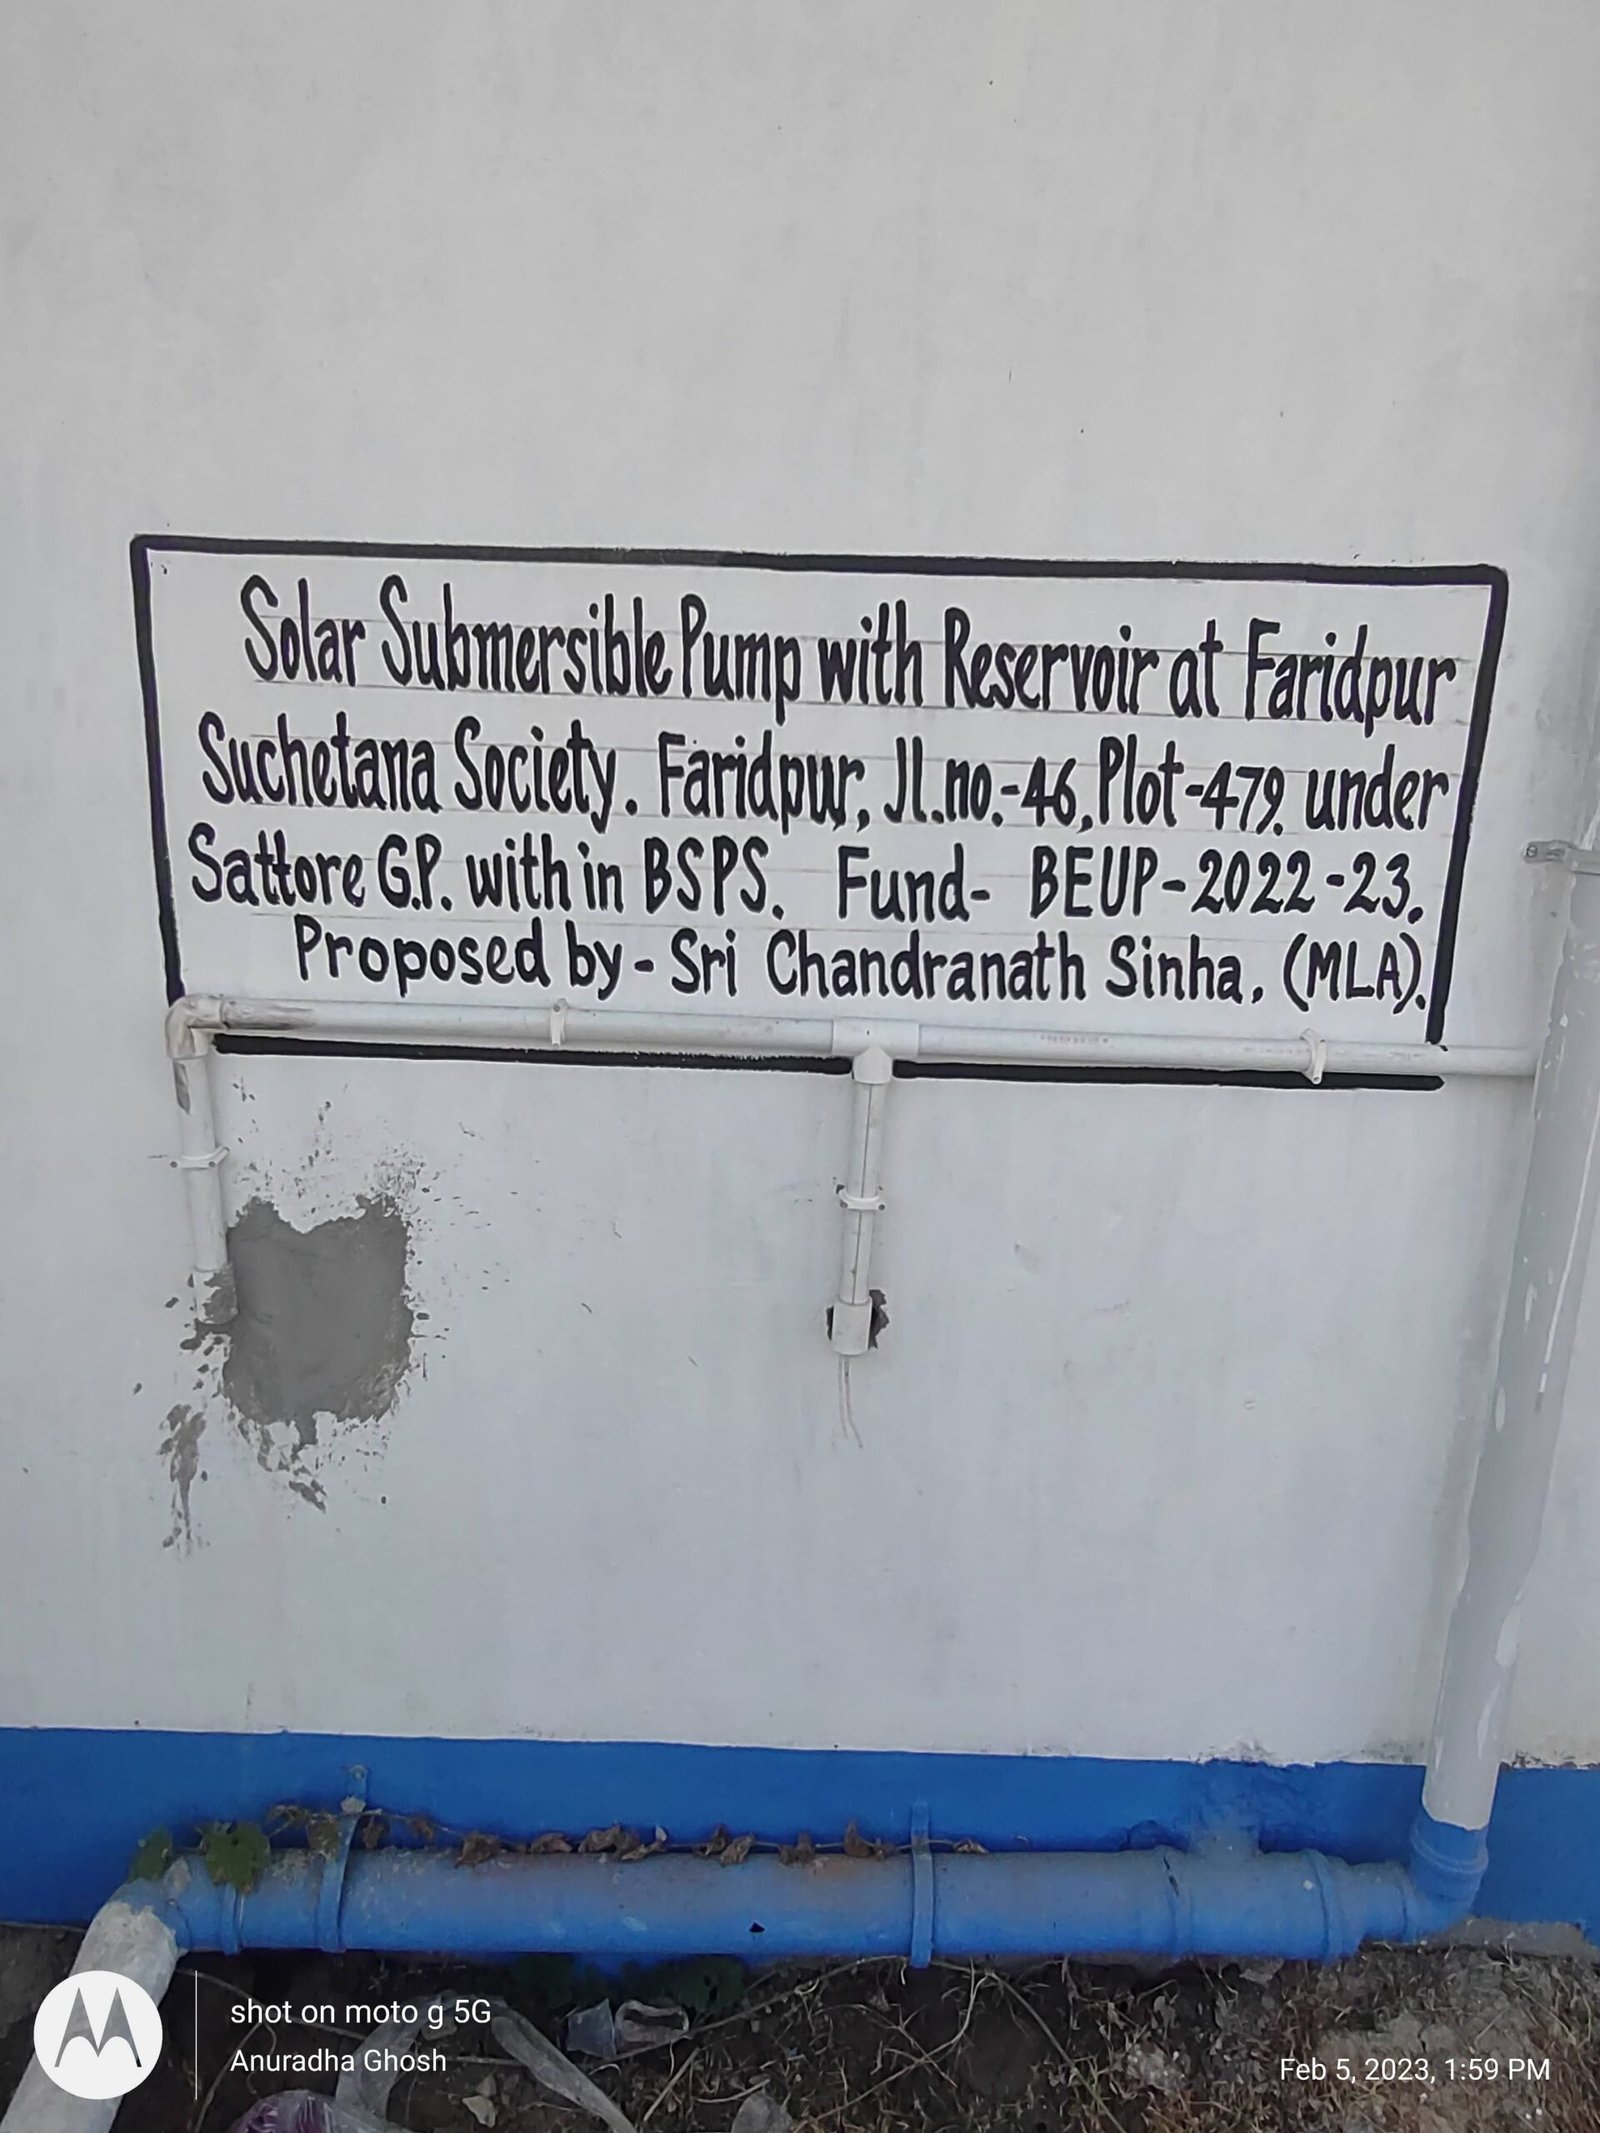 Solar Submersible Pump with Reservoir at Faridpur
Suchetana Society. Faridpur, Jl.no.-46, Plot-479. under
Sattore G.P. with in BSPS. Fund- BEUP-2022-23.
Proposed by - Sri Chandranath Sinha, (MLA).
shot on moto g 5G
Anuradha Ghosh
Feb 5, 2023, 1:59 PM